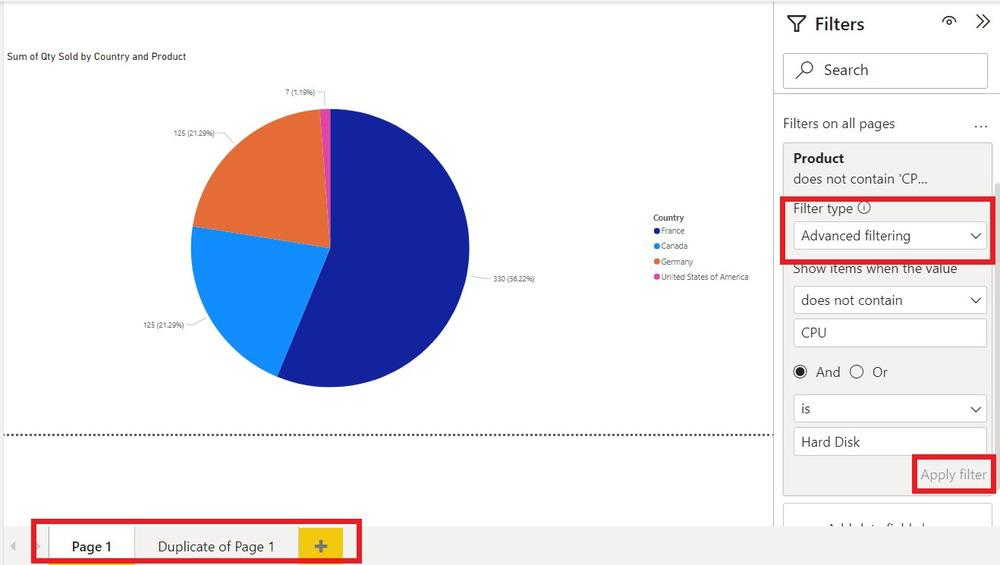 Sum of Qty Sold by Country and Product
7 (1.19%)
125 (21.29%)
125 (21.29%)
330 (56.22%)
Country
France
Canada
Germany
United States of America
Filters
Search
Filters on all pages
...
Product
does not contain 'CP...
Filter type
Advanced filtering
Show items when the value
does not contain
CPU
And Or
is
Hard Disk
Apply filter
Page 1 Duplicate of Page 1 +